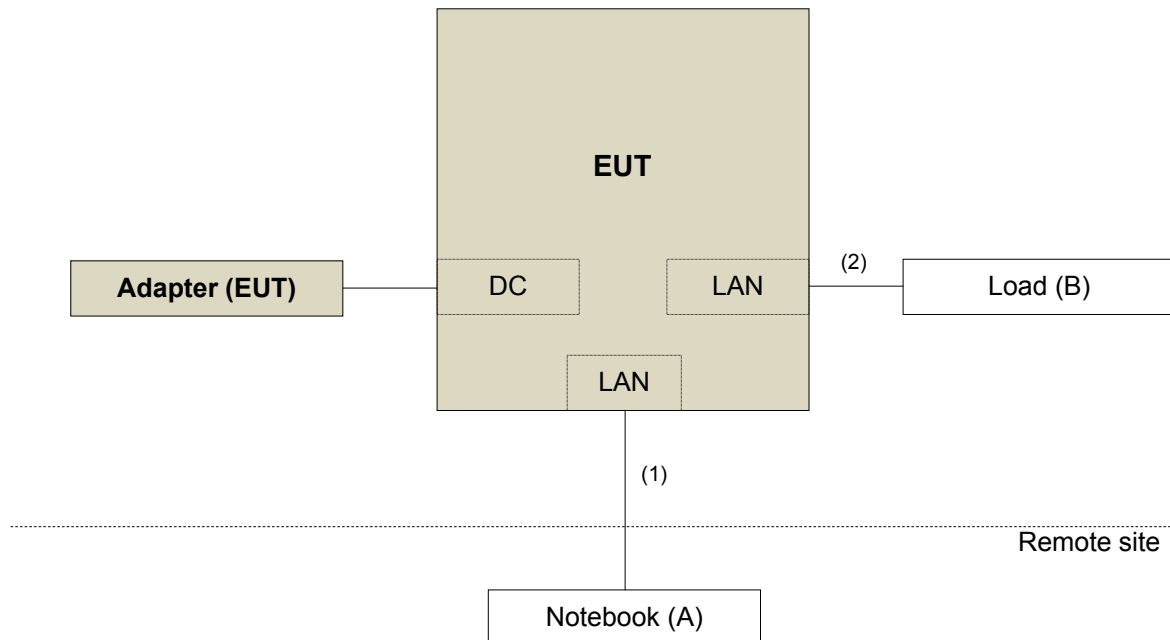 EUT
(2)
Adapter (EUT)
DC
LAN
Load (B)
LAN
(1)
Remote site
Notebook (A)